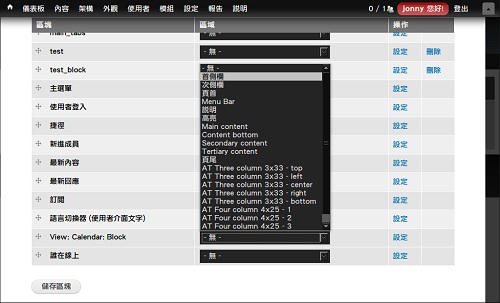 儀表板 內容 架構 外觀 使用者 模組 設定 報告 說明 0 / 1 jonny 您好! 登出
區塊 區域 操作
main_tabs - 無 - 設定
test - 無 - 設定 刪除
test_block - 無 - 設定 刪除
首側欄
主選單 次側欄 設定
頁首
使用者登入 Menu Bar 設定
說明
捷徑 高亮 設定
Main content
Content bottom
新進成員 Secondary content 設定
Tertiary content
最新內容 頁尾 設定
AT Three column 3x33 - top
最新回應 AT Three column 3x33 - left 設定
AT Three column 3x33 - center
訂閱 AT Three column 3x33 - right 設定
AT Three column 3x33 - bottom
AT Four column 4x25 - 1
語言切換器 (使用者介面文字) AT Four column 4x25 - 2 設定
AT Four column 4x25 - 3
View: Calendar: Block - 無 - 設定
誰在線上 - 無 - 設定
儲存區塊